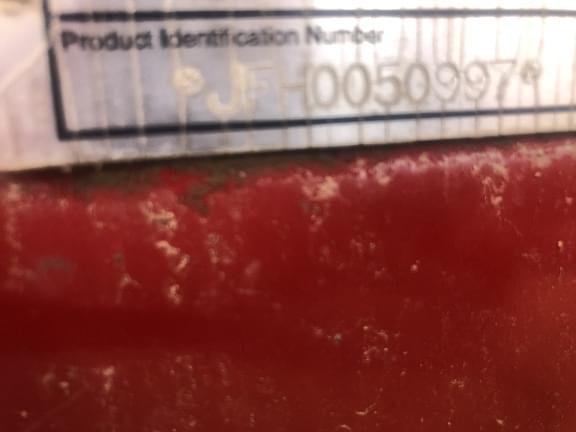 Product Identification Number
*JFH0050997*